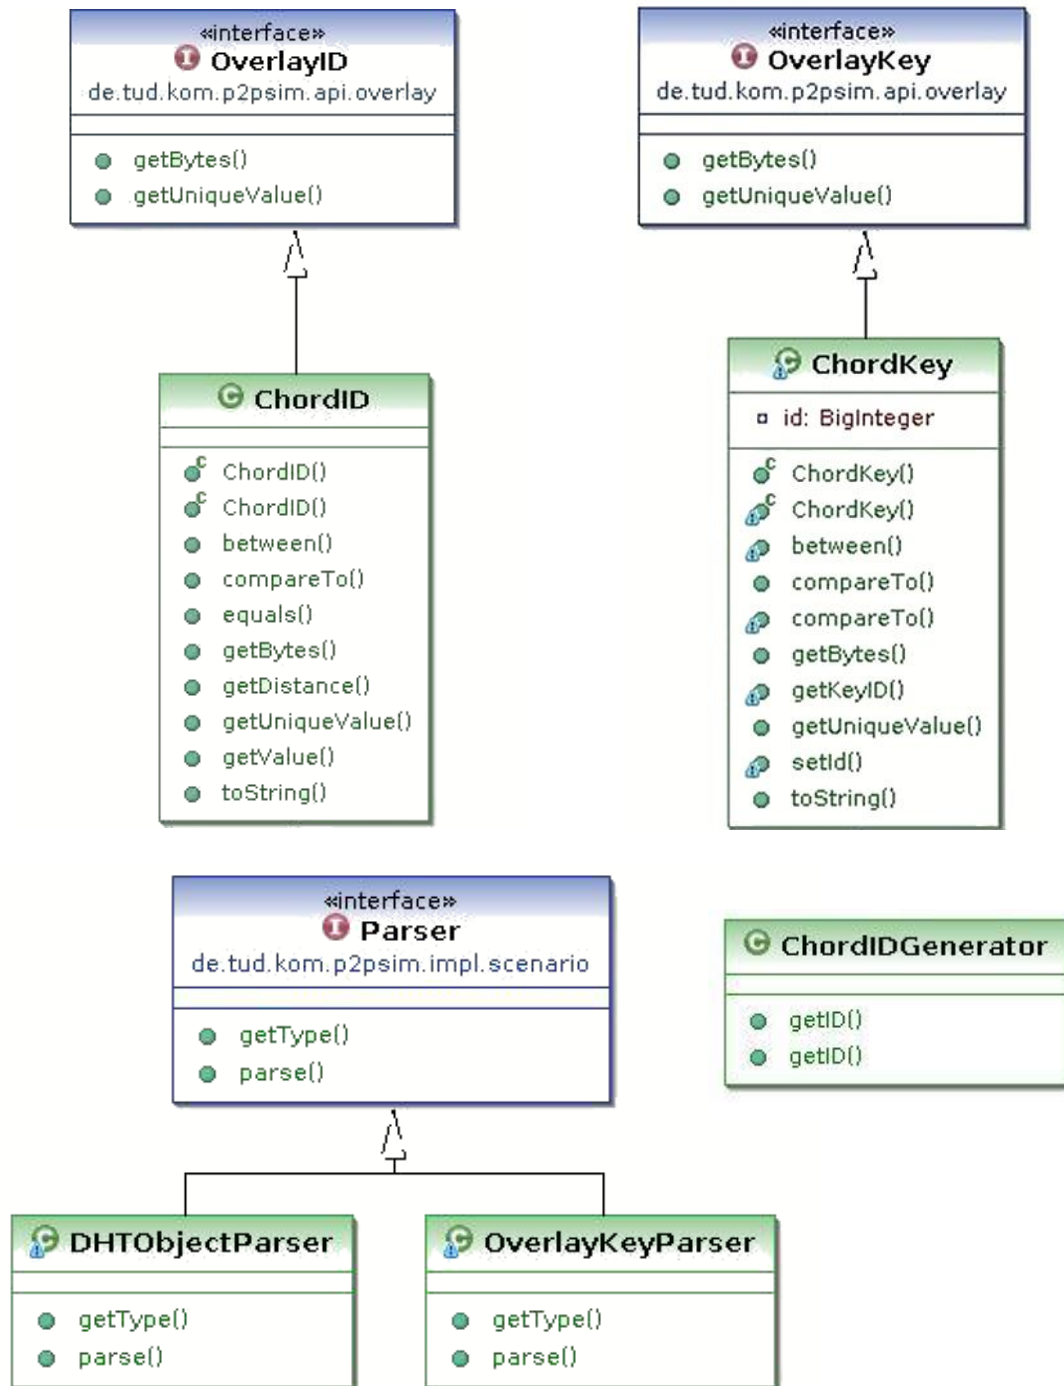 «interface»
I OverlayID
de.tud.kom.p2psim.api.overlay
getBytes()
getUniqueValue()
«interface»
I OverlayKey
de.tud.kom.p2psim.api.overlay
getBytes()
getUniqueValue()
C ChordID
C ChordID()
C ChordID()
between()
compareTo()
equals()
getBytes()
getDistance()
getUniqueValue()
getValue()
toString()
C ChordKey
id: BigInteger
C ChordKey()
C ChordKey()
between()
compareTo()
compareTo()
getBytes()
getKeyID()
getUniqueValue()
setId()
toString()
«interface»
I Parser
de.tud.kom.p2psim.impl.scenario
getType()
parse()
C ChordIDGenerator
getID()
getID()
C DHTObjectParser
getType()
parse()
C OverlayKeyParser
getType()
parse()